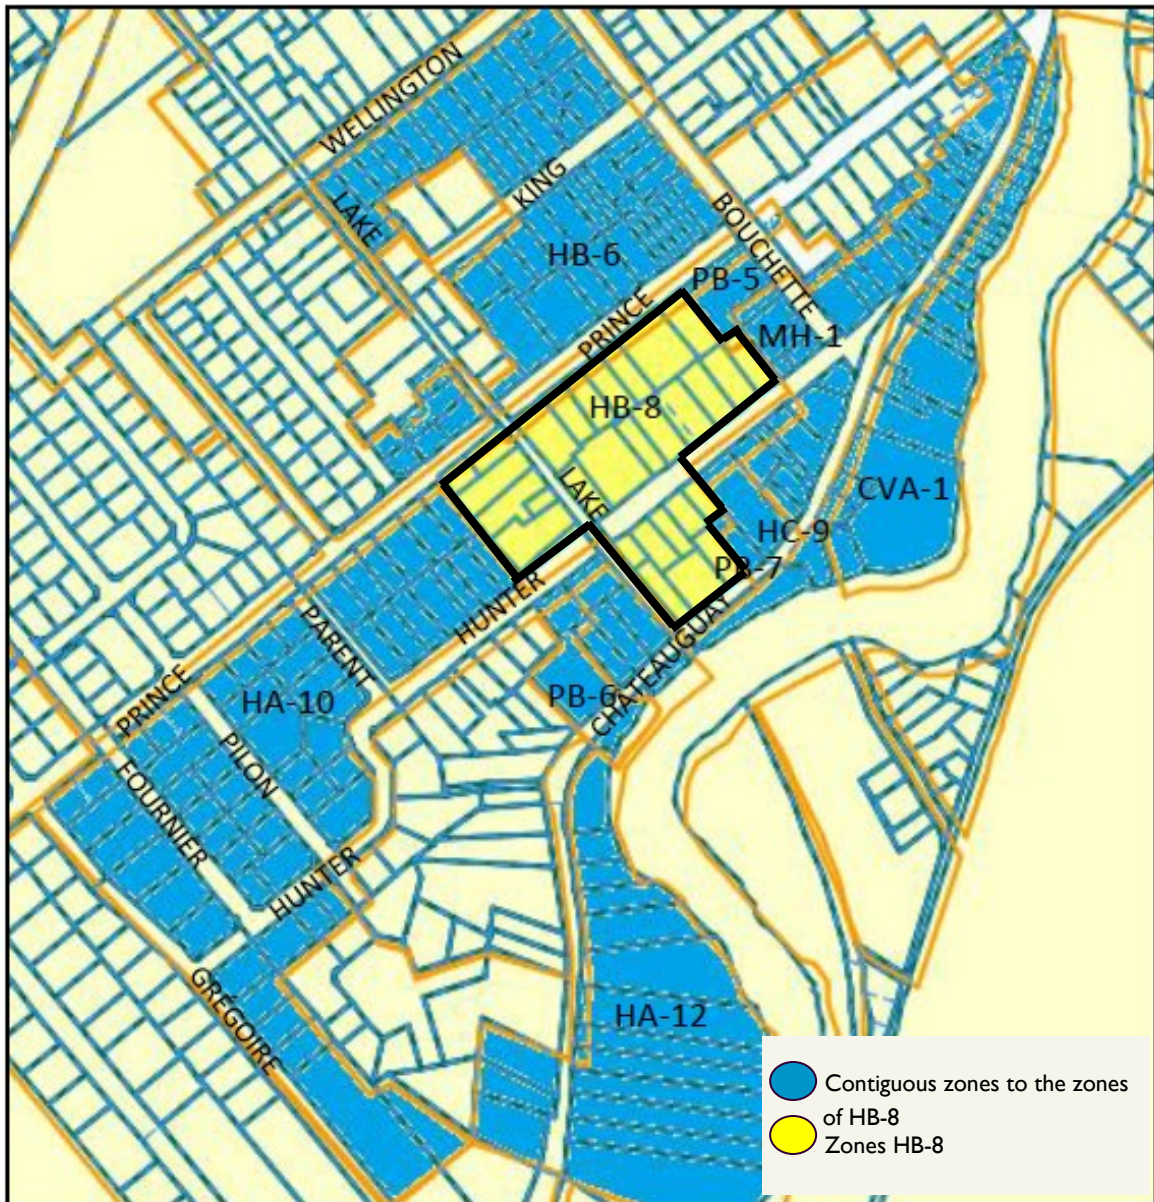 WELLINGTON
KING
LAKE
BOUCHETTE
HB-6
PB-5
PRINCE
MH-1
HB-8
LAKE
CVA-1
HC-9
PB-7
HUNTER
PARENT
CHATEAUGUAY
PB-6
PRINCE
HA-10
PILON
FOURNIER
HUNTER
GRÉGOIRE
HA-12
Contiguous zones to the zones
of HB-8
Zones HB-8